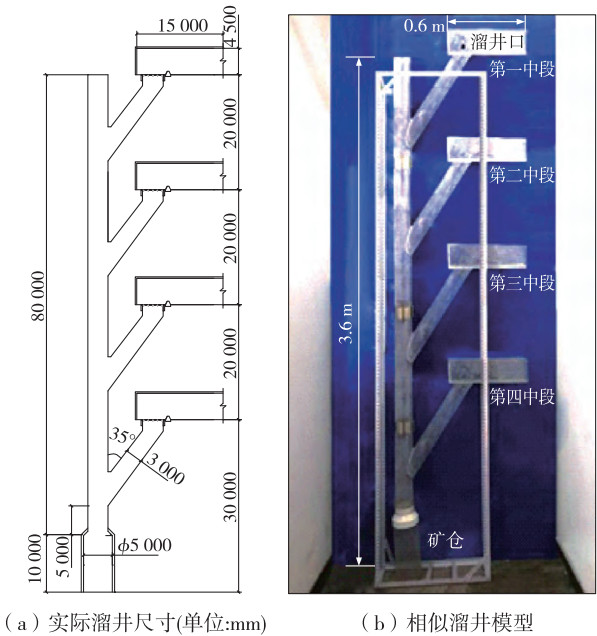 15 000
4 500
20 000
20 000
20 000
80 000
35°
3 000
30 000
10 000
5 000
ϕ5 000
(a)实际溜井尺寸(单位:mm)
0.6 m
溜井口
第一中段
第二中段
第三中段
3.6 m
第四中段
矿仓
(b)相似溜井模型